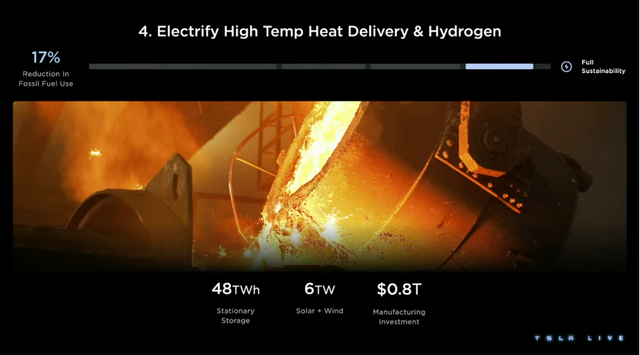 4. Electrify High Temp Heat Delivery & Hydrogen
17%
Reduction In
Fossil Fuel Use
Full
Sustainability
48TWh
Stationary
Storage
6TW
Solar + Wind
$0.8T
Manufacturing
Investment
TSLA LIVE